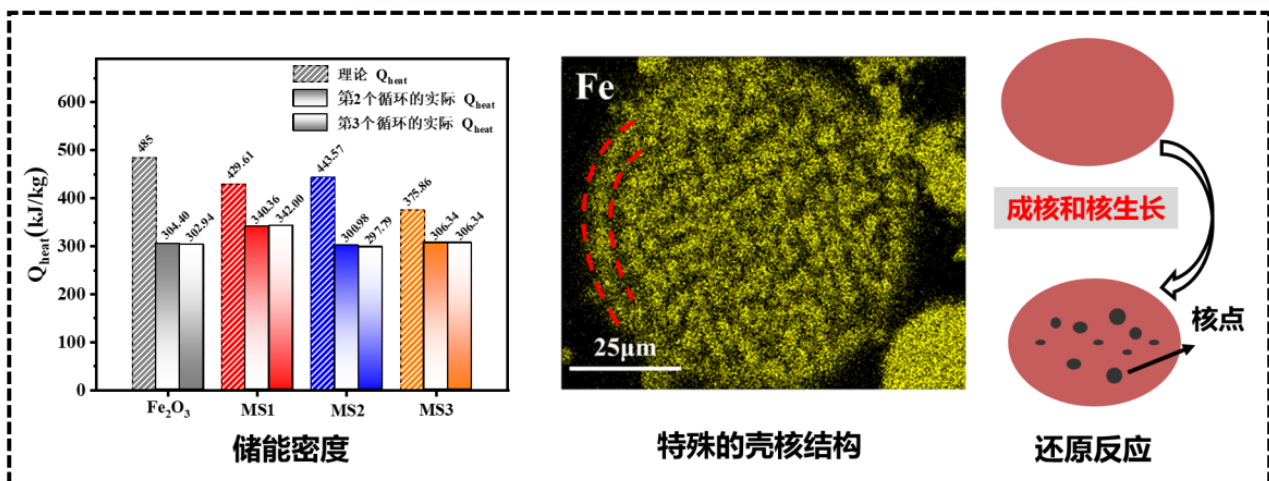 理论 Qheat
第2个循环的实际 Qheat
第3个循环的实际 Qheat
Qheat(kJ/kg)
600
500
400
300
200
100
0
485
304.40
302.94
429.61
340.36
342.00
443.57
300.98
297.79
375.86
306.34
306.34
Fe2O3
MS1
MS2
MS3
储能密度
Fe
25μm
特殊的壳核结构
成核和核生长
核点
还原反应